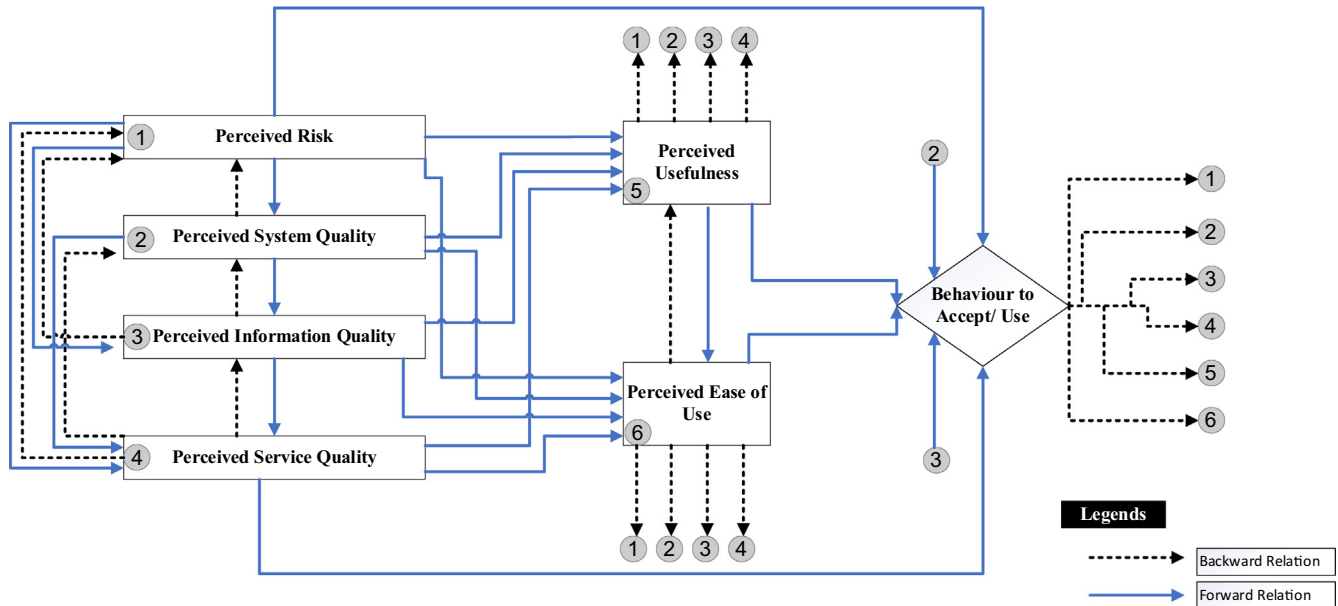 1 2 3 4
1 Perceived Risk
Perceived
Usefulness
5
2
1
2 Perceived System Quality
2
3
Behaviour to
Accept/ Use
3 Perceived Information Quality
4
5
Perceived Ease of
Use
6
6
4 Perceived Service Quality
3
Legends
1 2 3 4
Backward Relation
Forward Relation